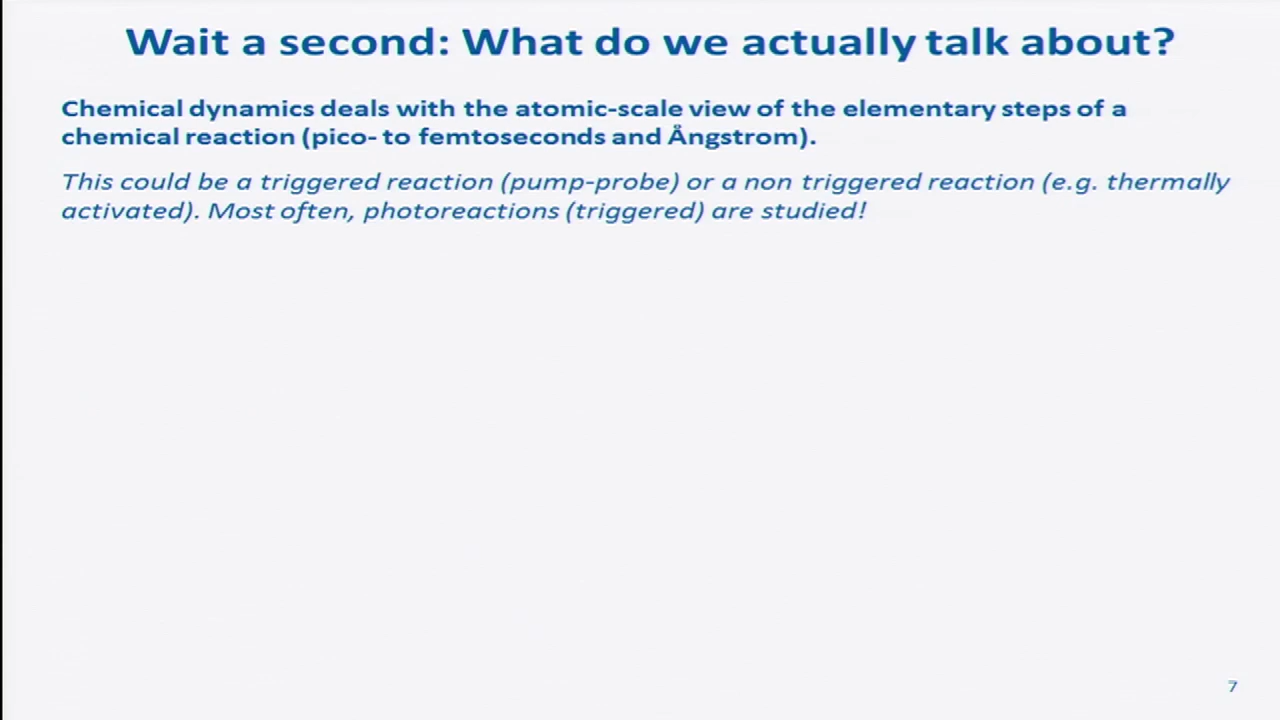 Wait a second: What do we actually talk about?
Chemical dynamics deals with the atomic-scale view of the elementary steps of a
chemical reaction (pico- to femtoseconds and Ångstrom).
This could be a triggered reaction (pump-probe) or a non triggered reaction (e.g. thermally
activated). Most often, photoreactions (triggered) are studied!
7